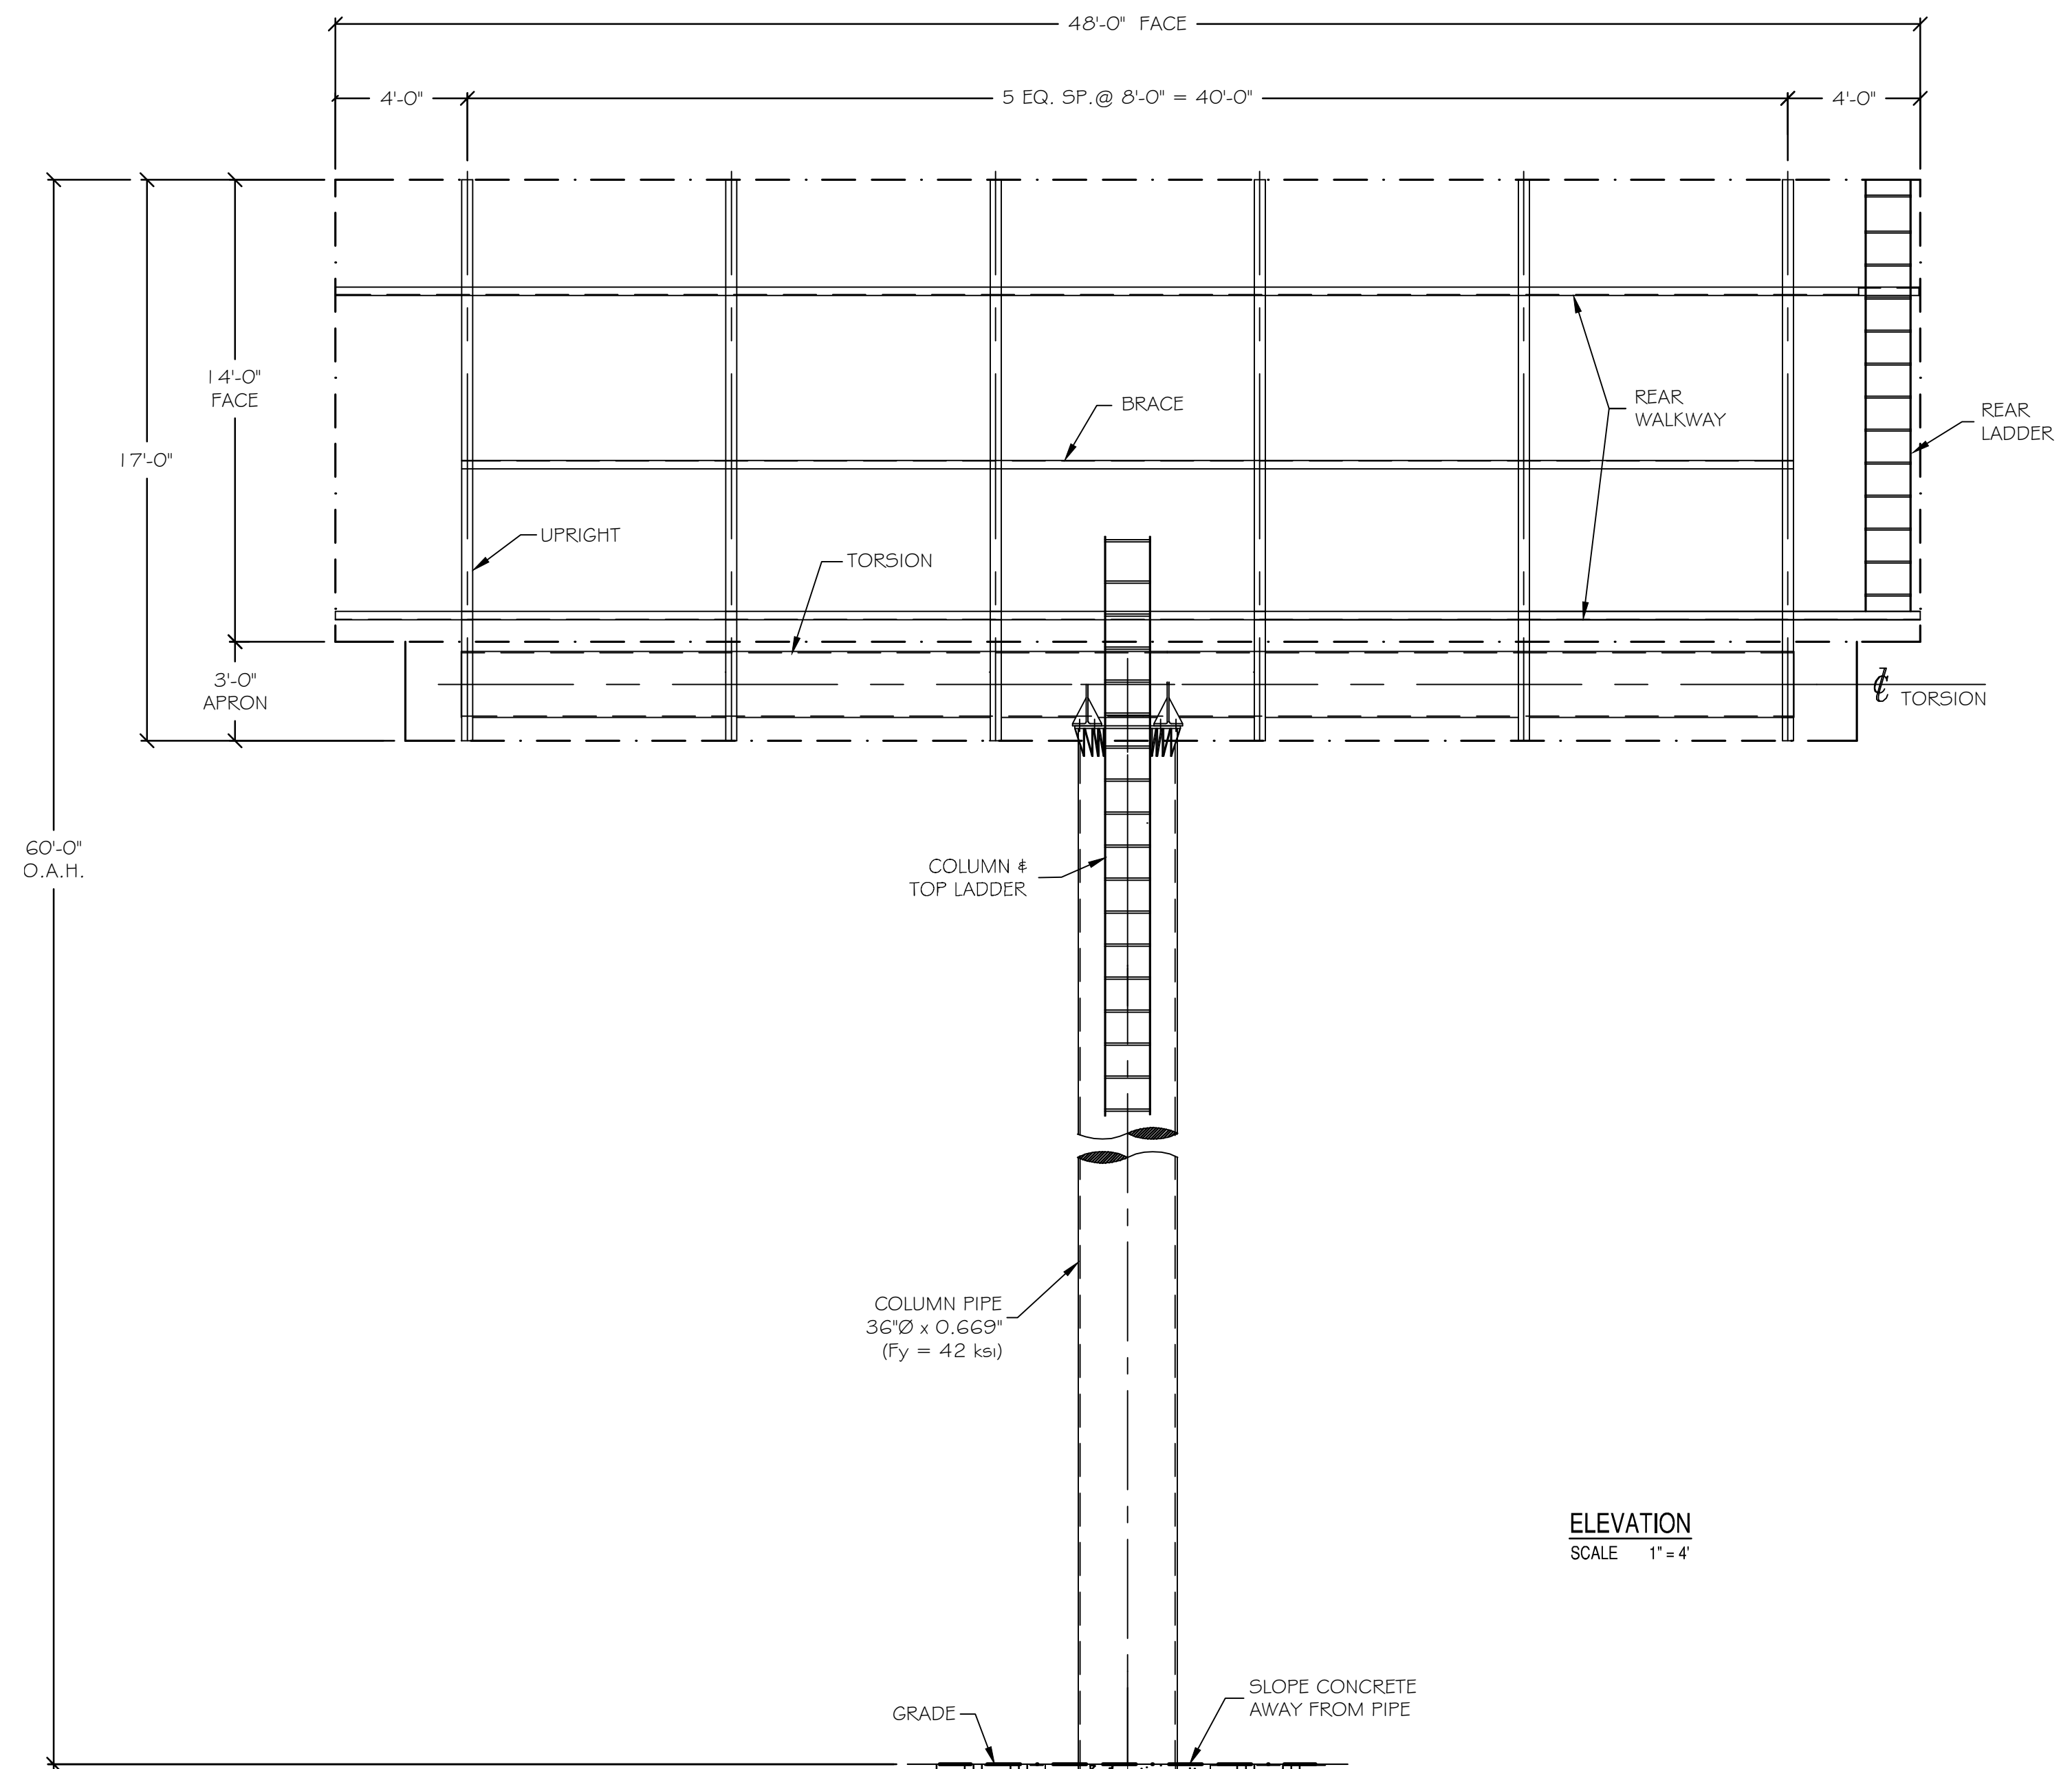 48'-0" FACE
4'-0"
5 EQ. SP.@ 8'-0" = 40'-0"
4'-0"
14'-0"
FACE
17'-0"
BRACE
REAR
WALKWAY
REAR
LADDER
UPRIGHT
TORSION
3'-0"
APRON
℄ TORSION
60'-0"
O.A.H.
COLUMN &
TOP LADDER
COLUMN PIPE
36"Ø x 0.669"
(Fy = 42 ksi)
ELEVATION
SCALE 1" = 4'
SLOPE CONCRETE
AWAY FROM PIPE
GRADE